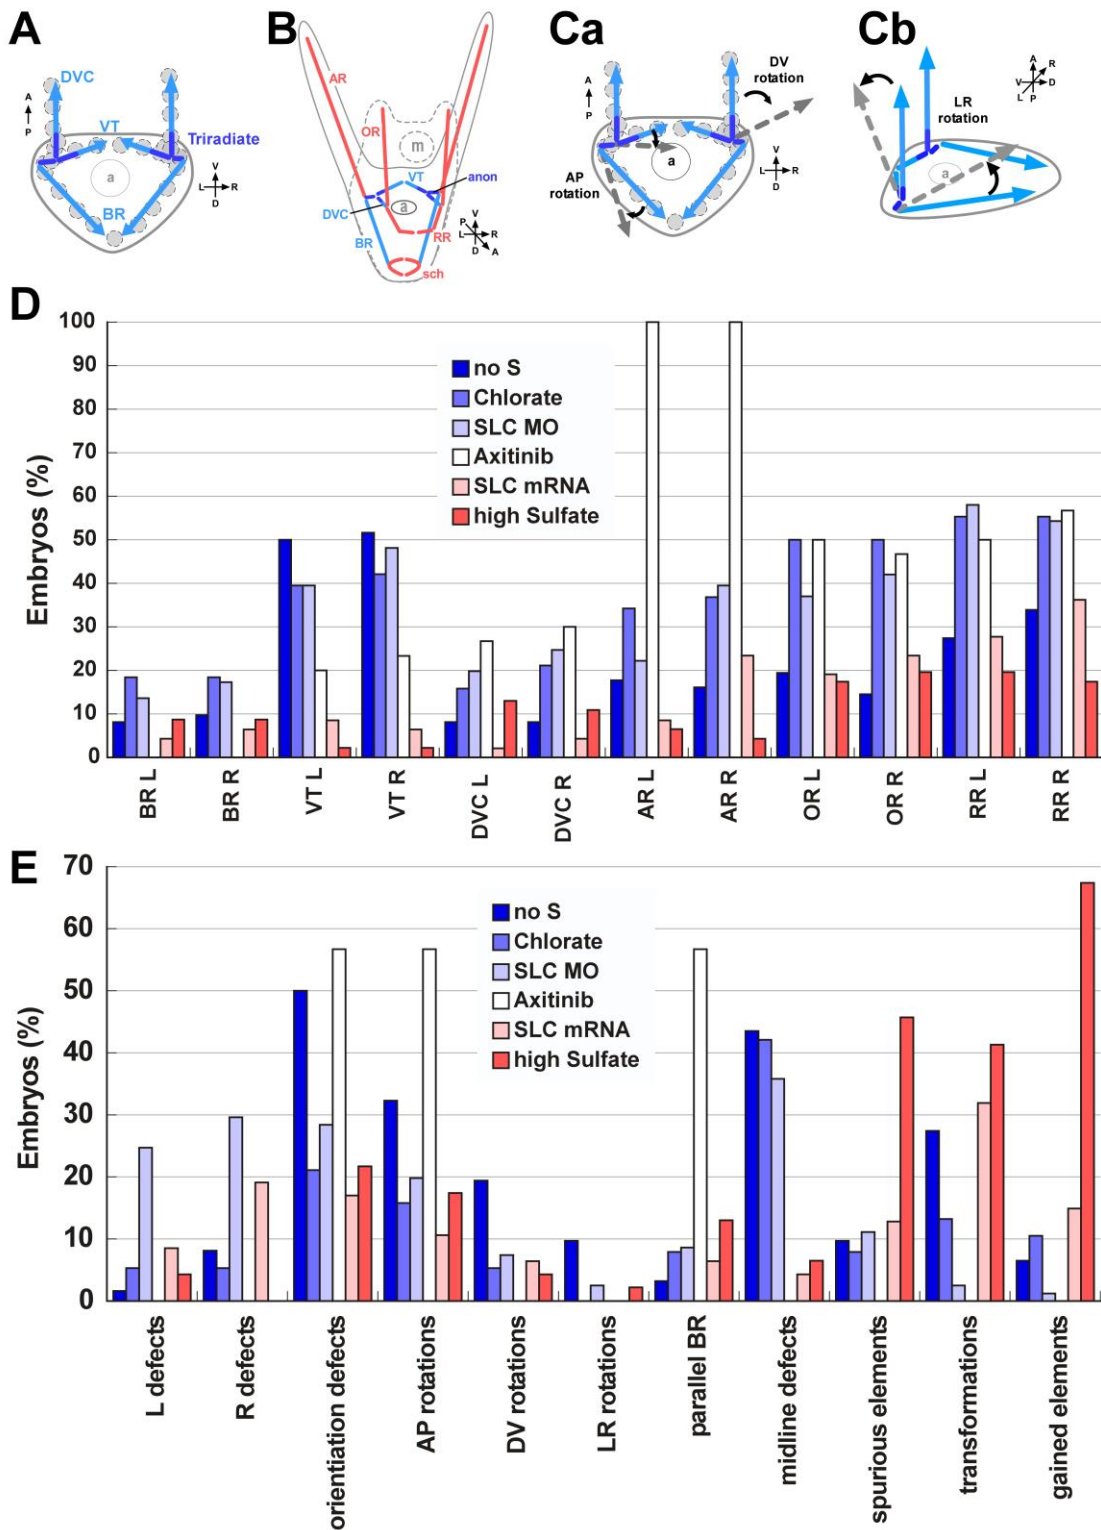 A
B
Ca
Cb
DVC
VT
Triradiate
a
BR
A
P
V
L
R
D
AR
OR
m
VT
anon
DVC
a
BR
RR
sch
P
V
L
R
D
A
DV
rotation
a
AP
rotation
A
P
V
L
R
D
LR
rotation
a
A
R
V
D
L
P
D
Embryos (%)
100
90
80
70
60
50
40
30
20
10
0
no S
Chlorate
SLC MO
Axitinib
SLC mRNA
high Sulfate
BR L
BR R
VT L
VT R
DVC L
DVC R
AR L
AR R
OR L
OR R
RR L
RR R
E
Embryos (%)
70
60
50
40
30
20
10
0
no S
Chlorate
SLC MO
Axitinib
SLC mRNA
high Sulfate
L defects
R defects
orientiation defects
AP rotations
DV rotations
LR rotations
parallel BR
midline defects
spurious elements
transformations
gained elements